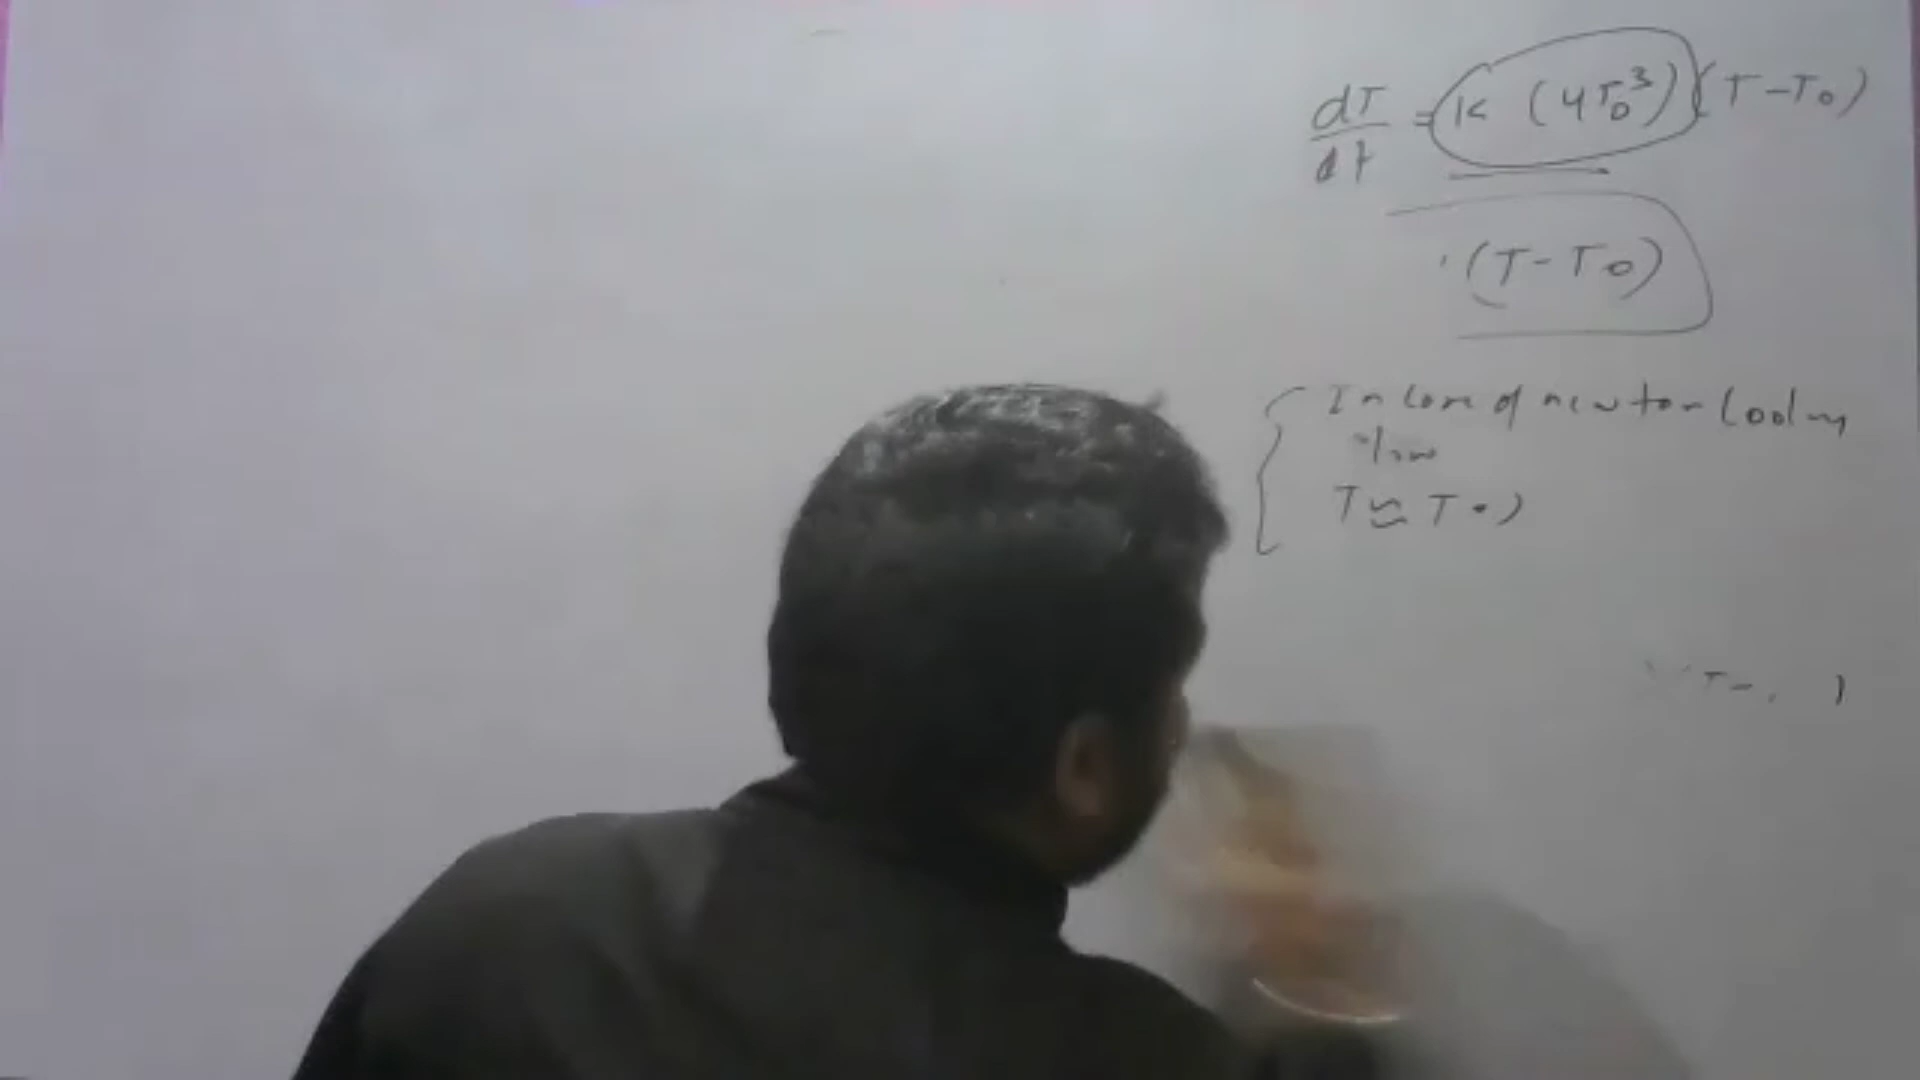 dT/dt = K (4T₀³)(T-T₀)
(T-T₀)
In case of newton cooling
law
T ≈ T₀)